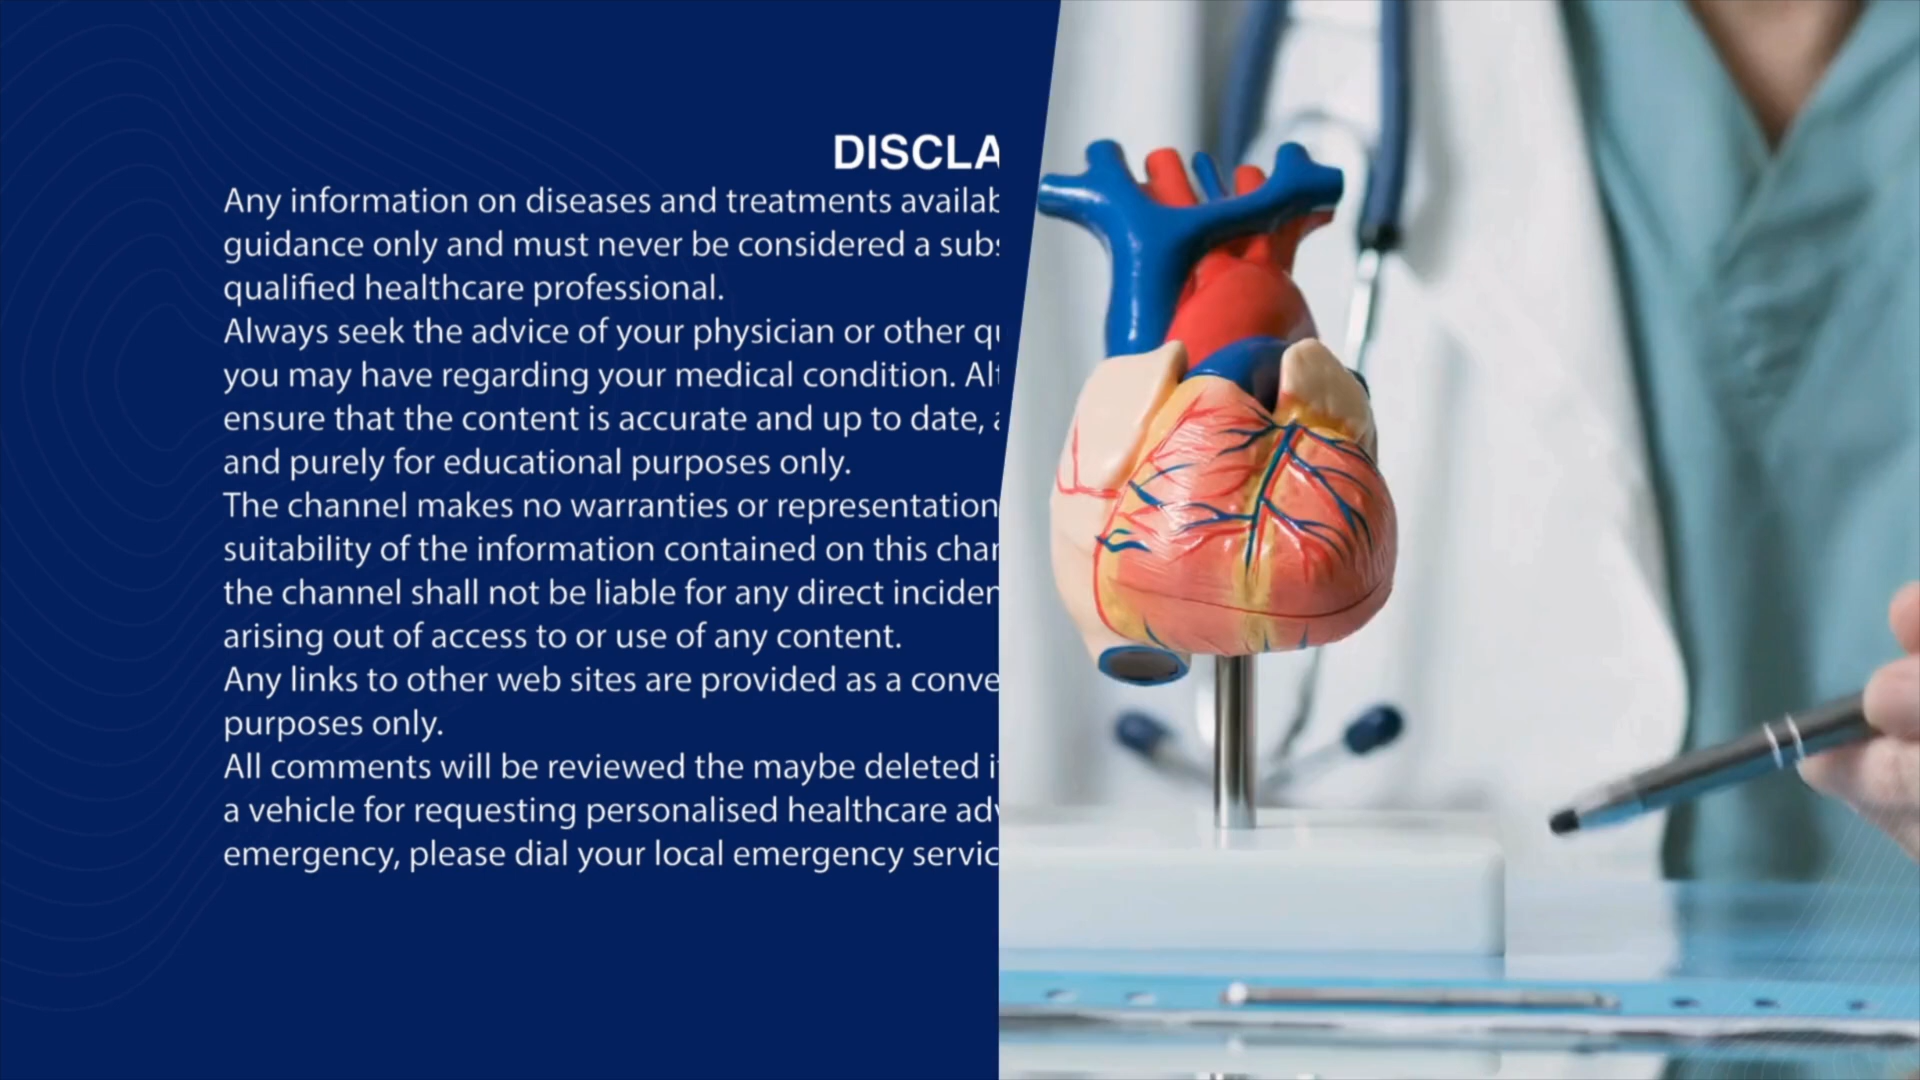 DISCLA
Any information on diseases and treatments availab
guidance only and must never be considered a subs
qualified healthcare professional.
Always seek the advice of your physician or other qu
you may have regarding your medical condition. Alt
ensure that the content is accurate and up to date, a
and purely for educational purposes only.
The channel makes no warranties or representation
suitability of the information contained on this chan
the channel shall not be liable for any direct inciden
arising out of access to or use of any content.
Any links to other web sites are provided as a conve
purposes only.
All comments will be reviewed the maybe deleted i
a vehicle for requesting personalised healthcare adv
emergency, please dial your local emergency servic